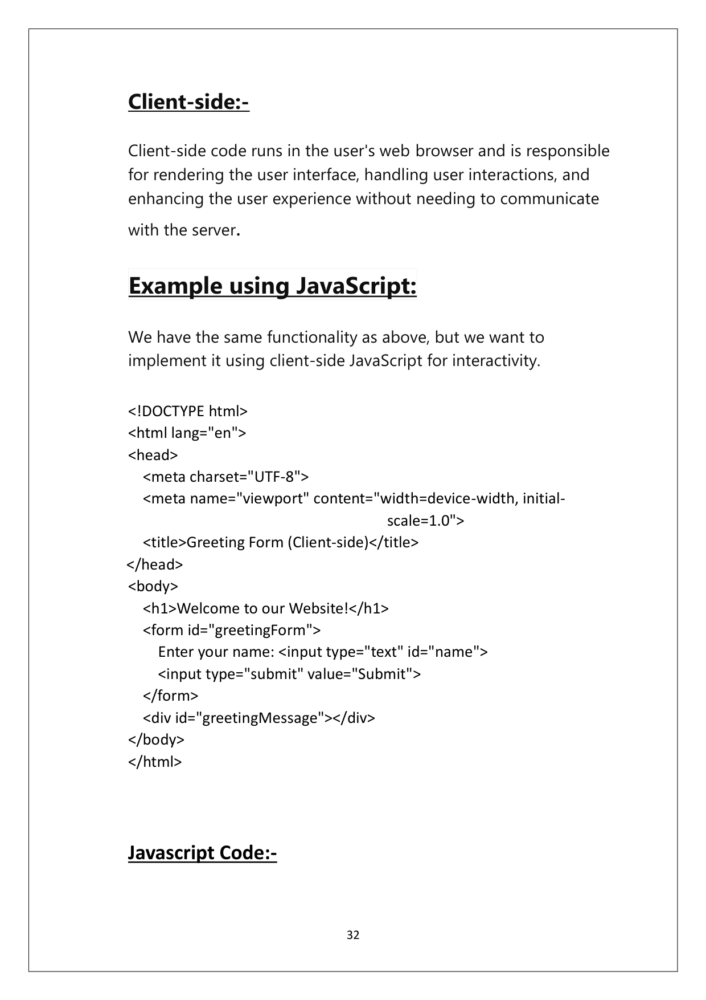 Client-side:-
Client-side code runs in the user's web browser and is responsible
for rendering the user interface, handling user interactions, and
enhancing the user experience without needing to communicate
with the server.
Example using JavaScript:
We have the same functionality as above, but we want to
implement it using client-side JavaScript for interactivity.
<!DOCTYPE html>
<html lang="en">
<head>
<meta charset="UTF-8">
<meta name="viewport" content="width=device-width, initial-
scale=1.0">
<title>Greeting Form (Client-side)</title>
</head>
<body>
<h1>Welcome to our Website!</h1>
<form id="greetingForm">
Enter your name: <input type="text" id="name">
<input type="submit" value="Submit">
</form>
<div id="greetingMessage"></div>
</body>
</html>
Javascript Code:-
32